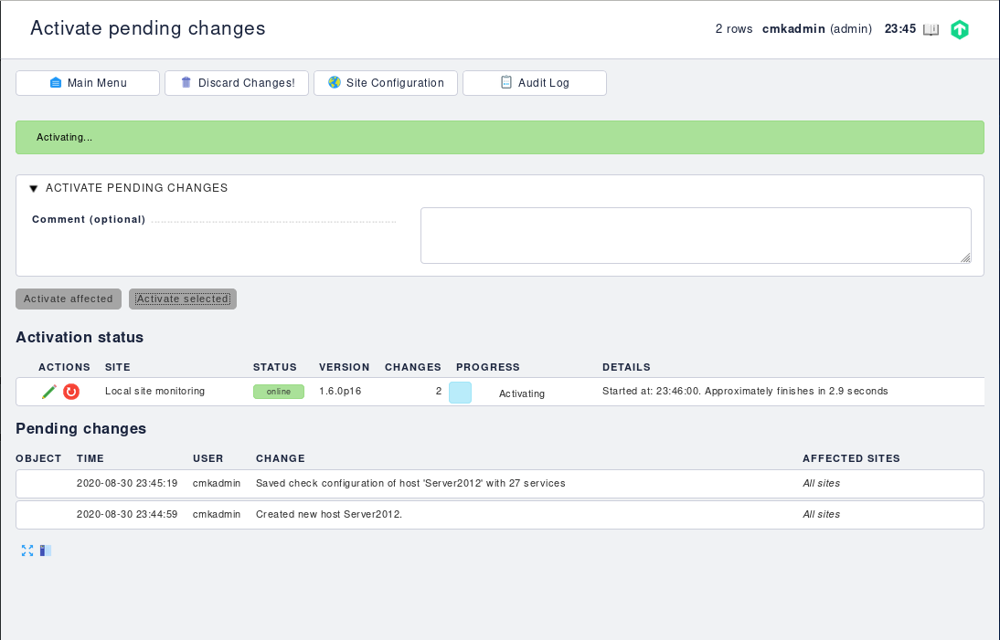 Activate pending changes
2 rows cmkadmin (admin) 23:45
Main Menu
Discard Changes!
Site Configuration
Audit Log
Activating...
ACTIVATE PENDING CHANGES
Comment (optional)
Activate affected
Activate selected
Activation status
ACTIONS SITE STATUS VERSION CHANGES PROGRESS DETAILS
Local site monitoring online 1.6.0p16 2 Activating Started at: 23:46:00. Approximately finishes in 2.9 seconds
Pending changes
OBJECT TIME USER CHANGE AFFECTED SITES
2020-08-30 23:45:19 cmkadmin Saved check configuration of host 'Server2012' with 27 services All sites
2020-08-30 23:44:59 cmkadmin Created new host Server2012. All sites